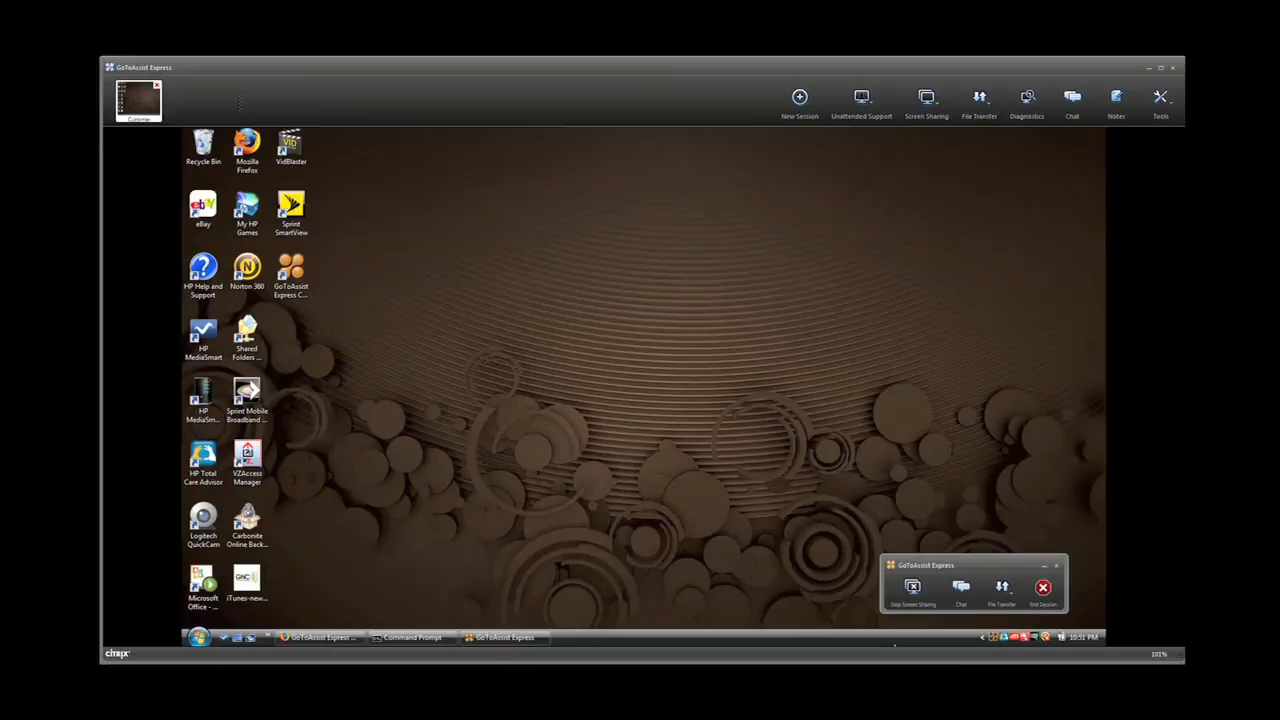 GoToAssist Express
Customer
New Session
Unattended Support
Screen Sharing
File Transfer
Diagnostics
Chat
Notes
Tools
Recycle Bin
Mozilla
Firefox
VID
VidBlaster
ebY
eBay
My HP
Games
Sprint
SmartView
HP Help and
Support
N
Norton 360
GoToAssist
Express C...
HP
MediaSmart
Shared
Folders ...
HP
MediaSm...
Sprint Mobile
Broadband ...
HP Total
Care Advisor
VZAccess
Manager
Logitech
QuickCam
Carbonite
Online Back...
Microsoft
Office - ...
GNC
iTunes-new...
GoToAssist Express
Stop Screen Sharing
Chat
File Transfer
End Session
GoToAssist Express ...
Command Prompt
GoToAssist Express
10:51 PM
CITRIX
101%